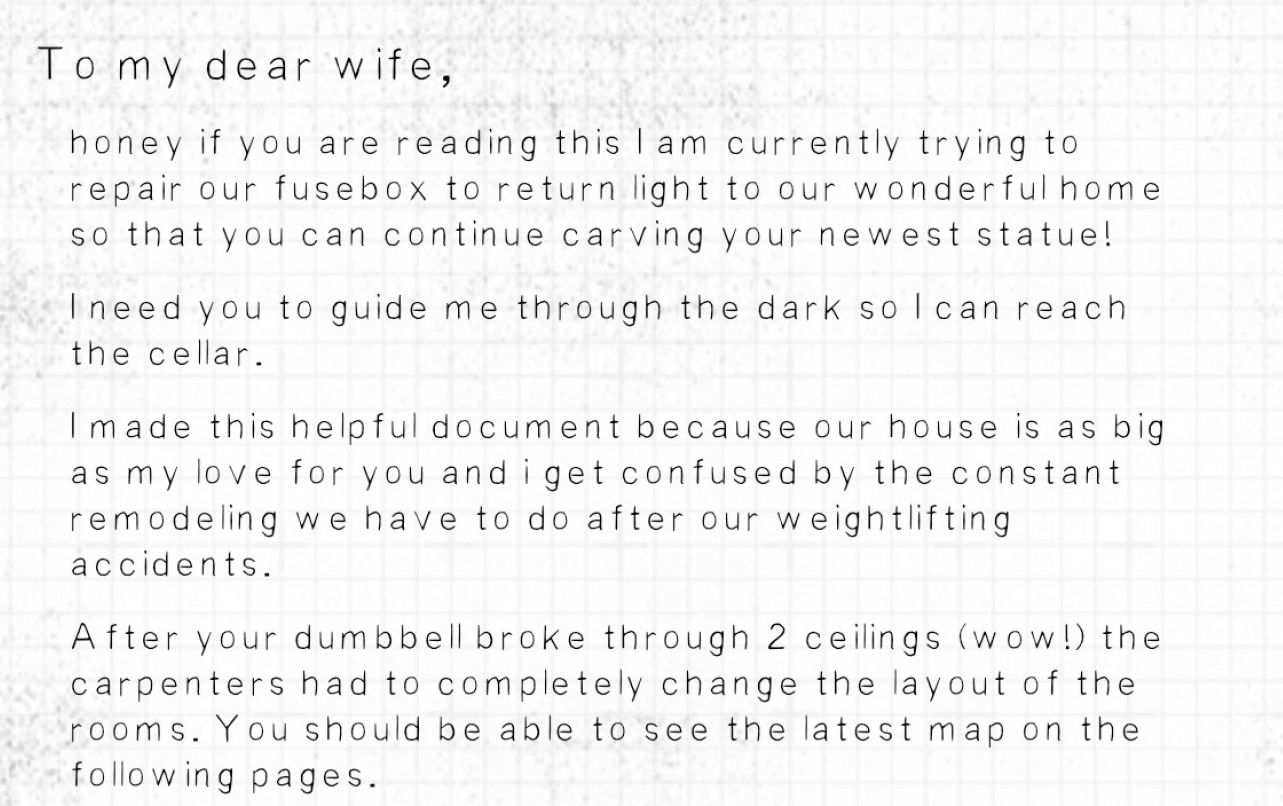 To my dear wife,
honey if you are reading this I am currently trying to
repair our fusebox to return light to our wonderful home
so that you can continue carving your newest statue!
I need you to guide me through the dark so I can reach
the cellar.
I made this helpful document because our house is as big
as my love for you and i get confused by the constant
remodeling we have to do after our weightlifting
accidents.
After your dumbbell broke through 2 ceilings (wow!) the
carpenters had to completely change the layout of the
rooms. You should be able to see the latest map on the
following pages.